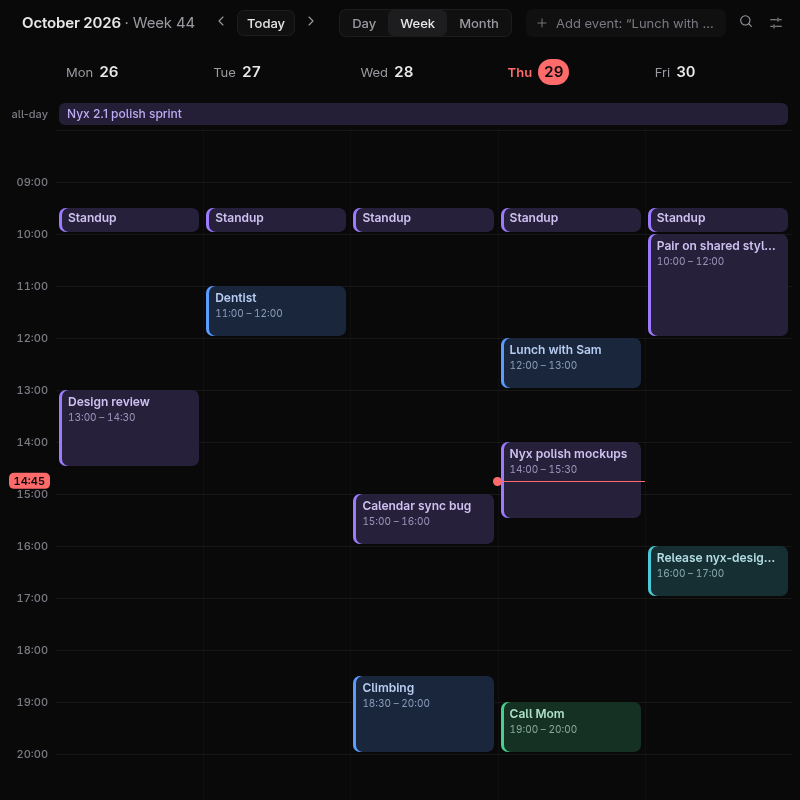 October 2026 · Week 44
Today
Day Week Month
Add event: “Lunch with ...
Mon 26
Tue 27
Wed 28
Thu 29
Fri 30
all-day
Nyx 2.1 polish sprint
09:00
Standup
Standup
Standup
Standup
Standup
10:00
Pair on shared styl...
10:00 – 12:00
11:00
Dentist
11:00 – 12:00
12:00
Lunch with Sam
12:00 – 13:00
13:00
Design review
13:00 – 14:30
14:00
Nyx polish mockups
14:00 – 15:30
14:45
15:00
Calendar sync bug
15:00 – 16:00
16:00
Release nyx-desig...
16:00 – 17:00
17:00
18:00
Climbing
18:30 – 20:00
19:00
Call Mom
19:00 – 20:00
20:00